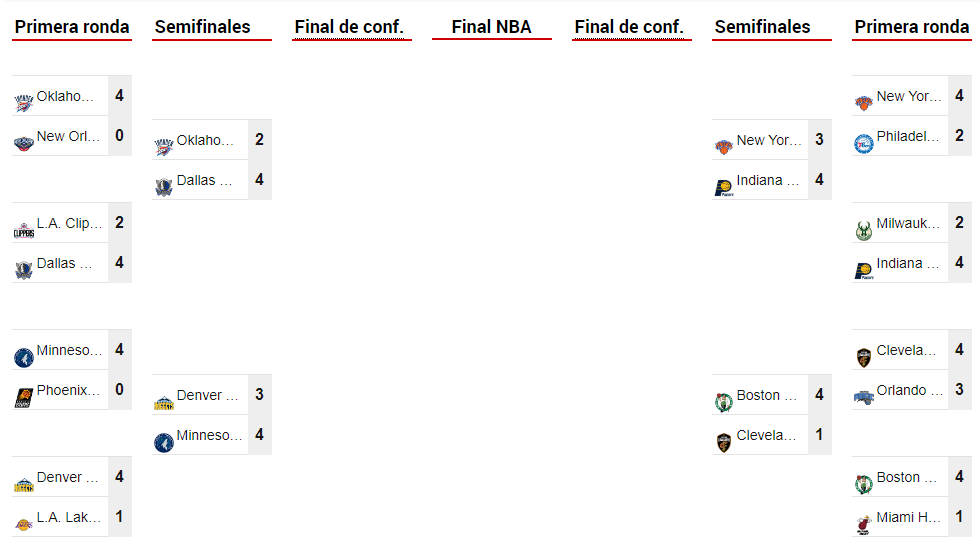 Primera ronda Semifinales Final de conf. Final NBA Final de conf. Semifinales Primera ronda
Oklaho... 4
New Orl... 0
L.A. Clip... 2
Dallas ... 4
Minneso... 4
Phoenix... 0
Denver ... 4
L.A. Lak... 1
Oklaho... 2
Dallas ... 4
Denver ... 3
Minneso... 4
New Yor... 3
Indiana ... 4
Boston ... 4
Clevela... 1
New Yor... 4
Philadel... 2
Milwauk... 2
Indiana ... 4
Clevela... 4
Orlando ... 3
Boston ... 4
Miami H... 1